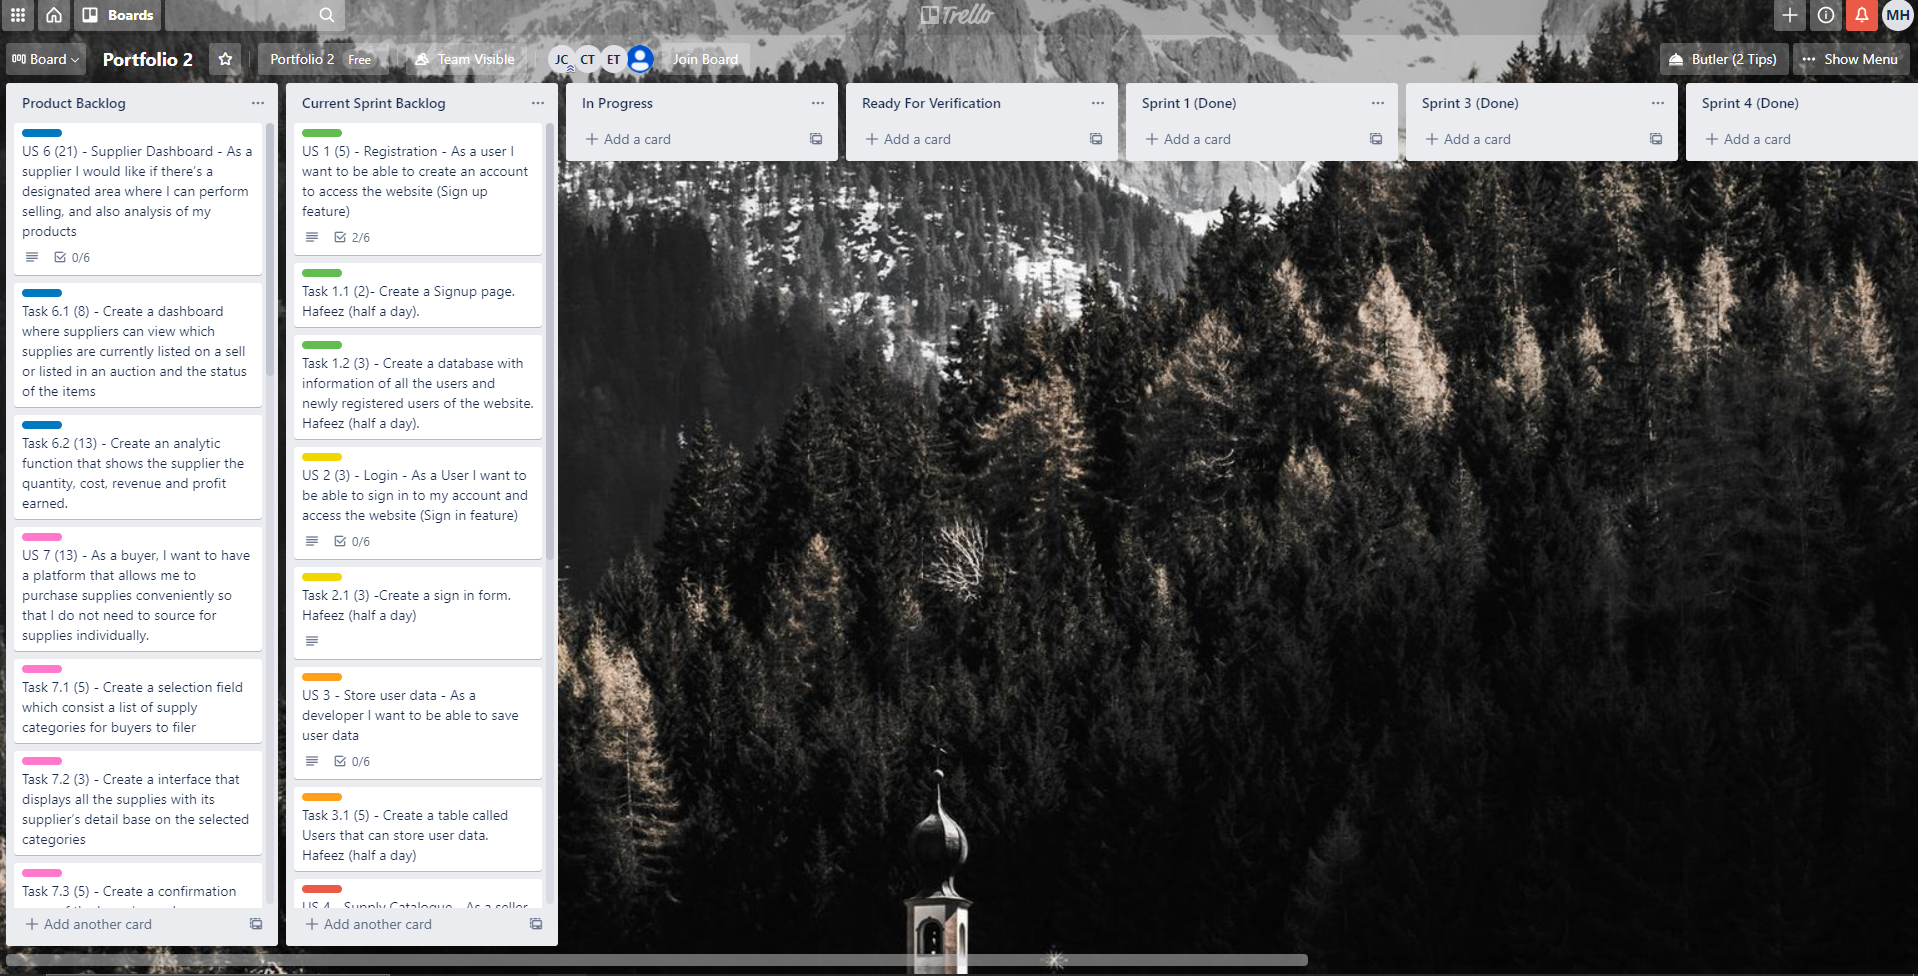 Boards
Trello
MH
Board
Portfolio 2
Portfolio 2 Free
Team Visible
JC CT ET
Join Board
Butler (2 Tips)
Show Menu
Product Backlog
US 6 (21) - Supplier Dashboard - As a
supplier I would like if there's a
designated area where I can perform
selling, and also analysis of my
products
0/6
Task 6.1 (8) - Create a dashboard
where suppliers can view which
supplies are currently listed on a sell
or listed in an auction and the status
of the items
Task 6.2 (13) - Create an analytic
function that shows the supplier the
quantity, cost, revenue and profit
earned.
US 7 (13) - As a buyer, I want to have
a platform that allows me to
purchase supplies conveniently so
that I do not need to source for
supplies individually.
Task 7.1 (5) - Create a selection field
which consist a list of supply
categories for buyers to filer
Task 7.2 (3) - Create a interface that
displays all the supplies with its
supplier's detail base on the selected
categories
Task 7.3 (5) - Create a confirmation
Add another card
Current Sprint Backlog
US 1 (5) - Registration - As a user I
want to be able to create an account
to access the website (Sign up
feature)
2/6
Task 1.1 (2)- Create a Signup page.
Hafeez (half a day).
Task 1.2 (3) - Create a database with
information of all the users and
newly registered users of the website.
Hafeez (half a day).
US 2 (3) - Login - As a User I want to
be able to sign in to my account and
access the website (Sign in feature)
0/6
Task 2.1 (3) -Create a sign in form.
Hafeez (half a day)
US 3 - Store user data - As a
developer I want to be able to save
user data
0/6
Task 3.1 (5) - Create a table called
Users that can store user data.
Hafeez (half a day)
US 4 - Supply Catalogue - As a seller
Add another card
In Progress
Add a card
Ready For Verification
Add a card
Sprint 1 (Done)
Add a card
Sprint 3 (Done)
Add a card
Sprint 4 (Done)
Add a card